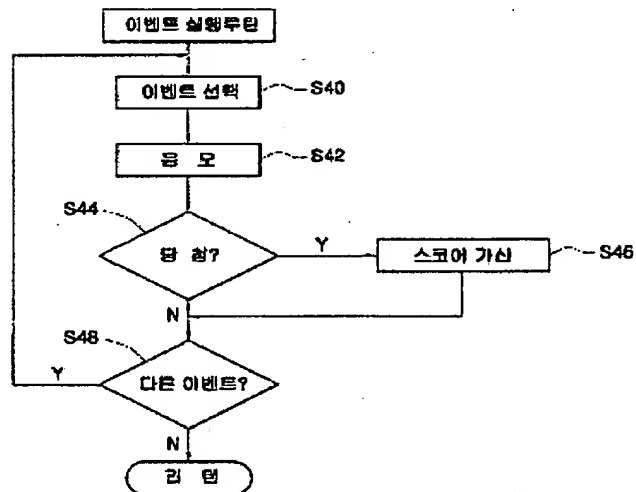 이벤트 실행루틴
이벤트 선택
S40
응 모
S42
S44
당 첨?
Y
스코어 가산
S46
N
S48
다른 이벤트?
Y
N
리 턴